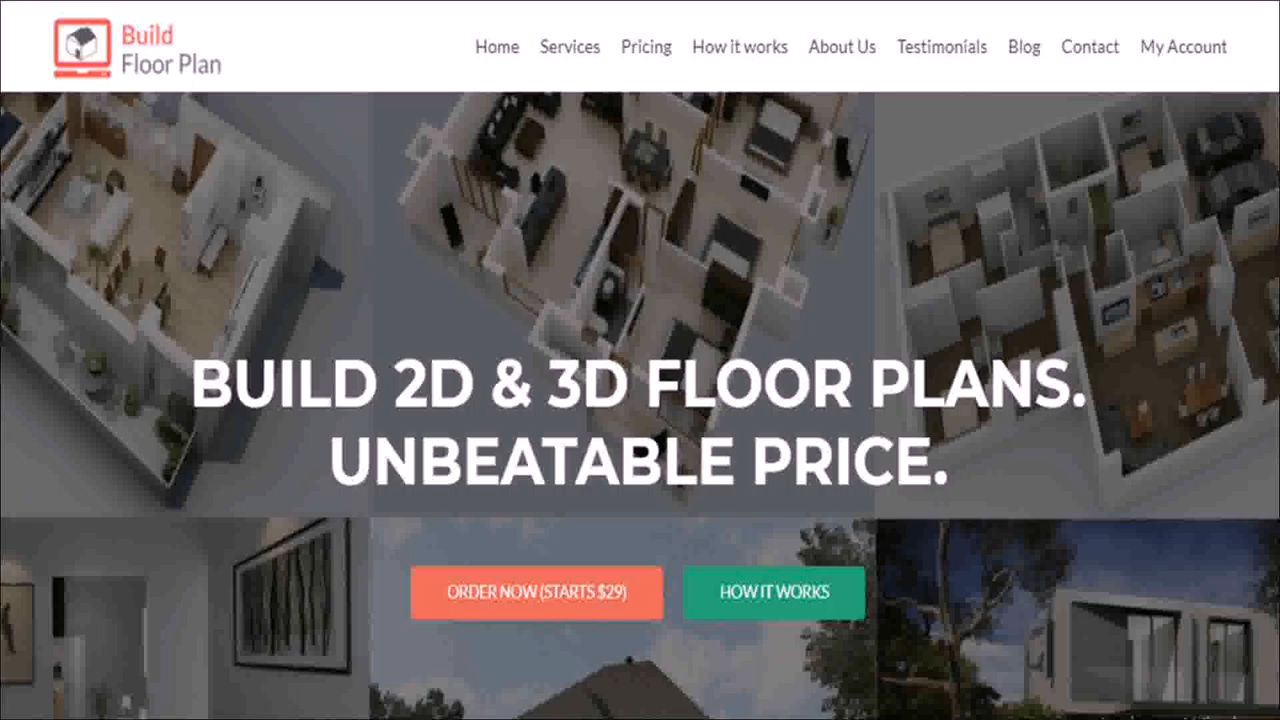 Build
Floor Plan
Home Services Pricing How it works About Us Testimonials Blog Contact My Account
BUILD 2D & 3D FLOOR PLANS.
UNBEATABLE PRICE.
ORDER NOW (STARTS $29) HOW IT WORKS